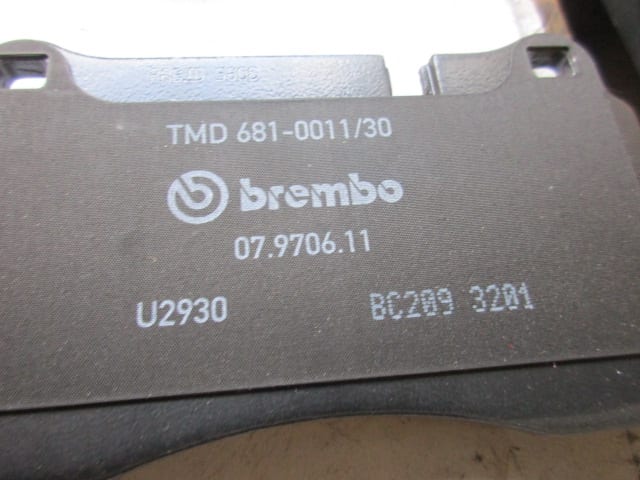 TMD 681-0011/30
brembo
07.9706.11
U2930 BC209 3201